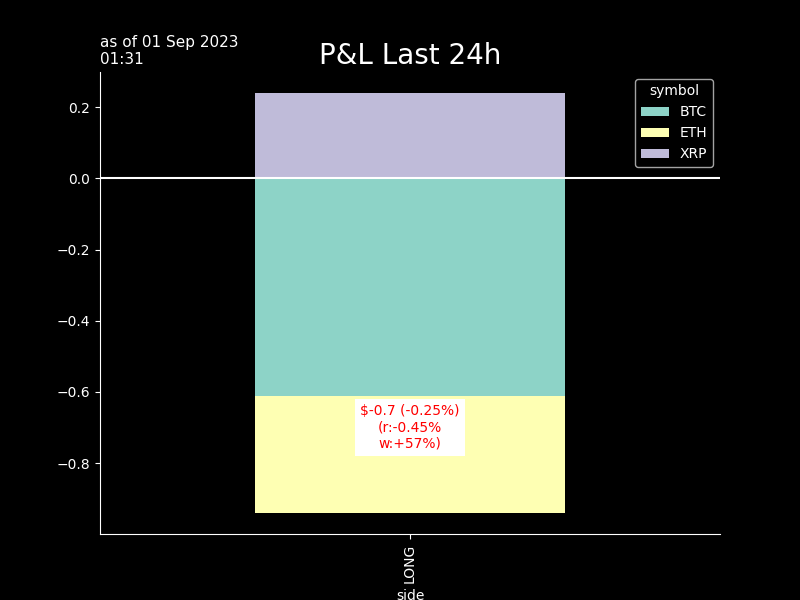 as of 01 Sep 2023
01:31
P&L Last 24h
symbol
BTC
ETH
XRP
0.2
0.0
−0.2
−0.4
−0.6
−0.8
$-0.7 (-0.25%)
(r:-0.45%
w:+57%)
LONG
side